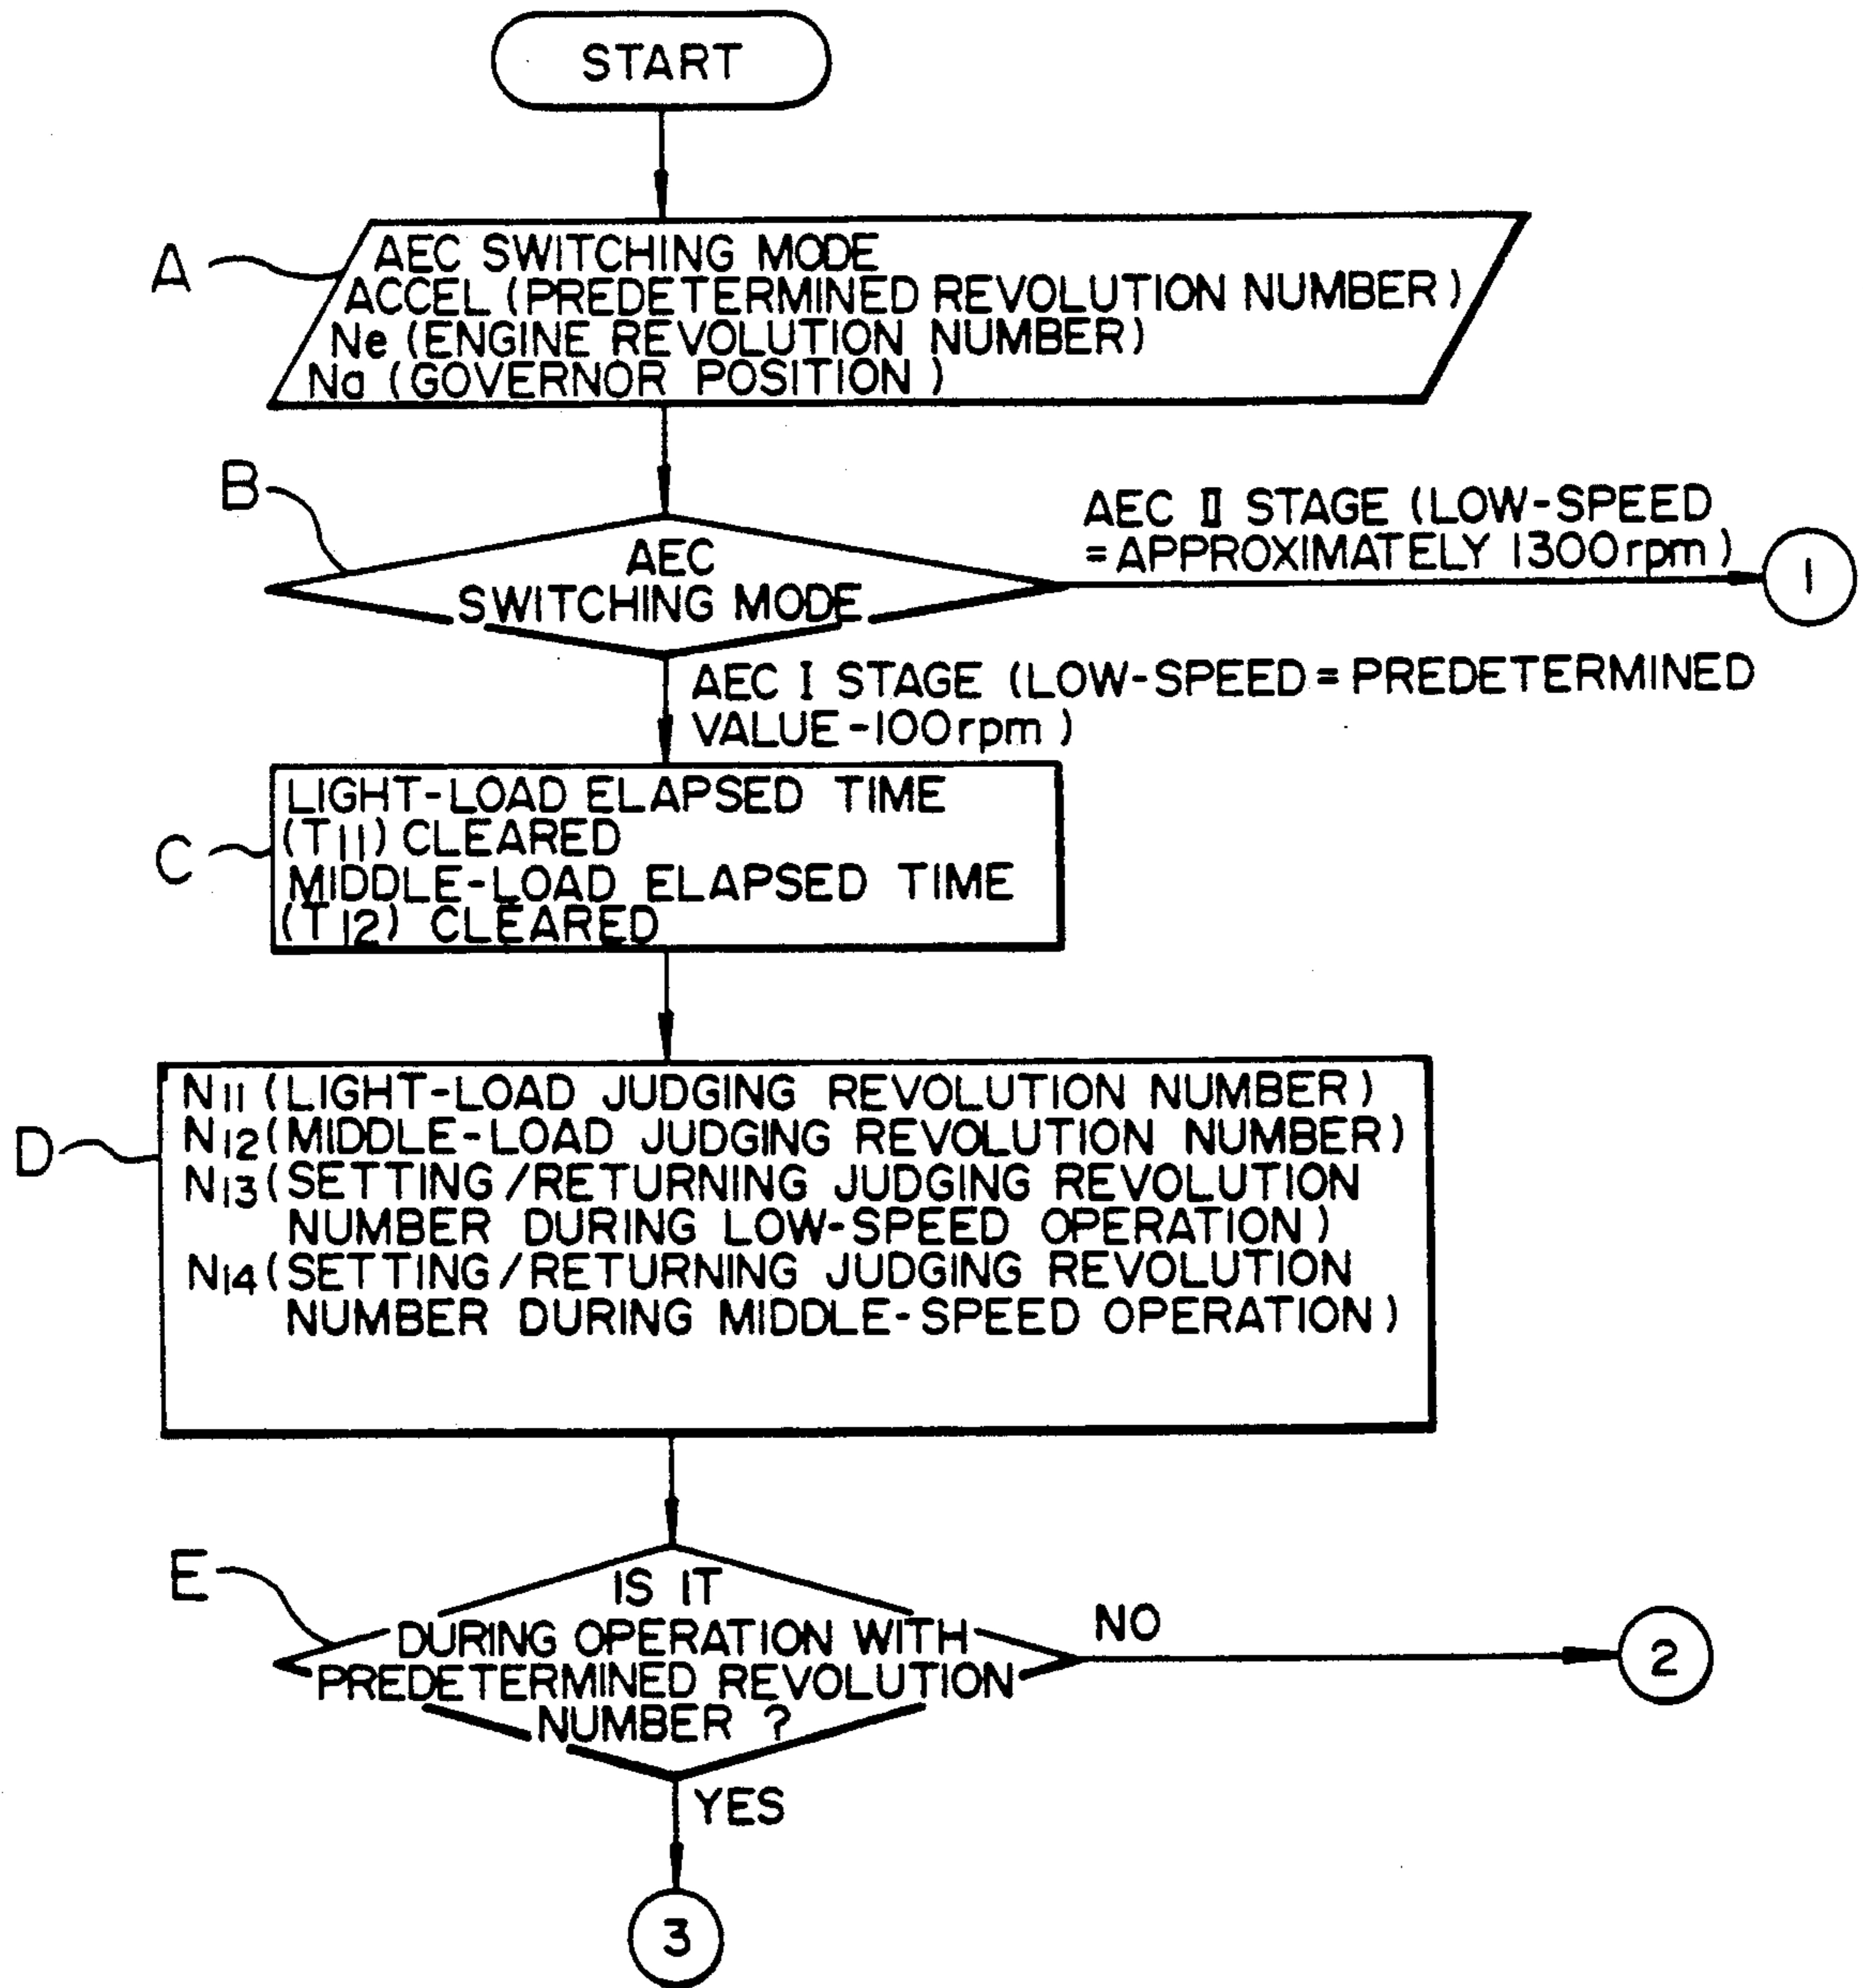 START
A
AEC SWITCHING MODE
ACCEL (PREDETERMINED REVOLUTION NUMBER)
Ne (ENGINE REVOLUTION NUMBER)
Na (GOVERNOR POSITION)
B
AEC
SWITCHING MODE
AEC II STAGE (LOW-SPEED
=APPROXIMATELY 1300rpm)
1
AEC I STAGE (LOW-SPEED = PREDETERMINED
VALUE-100rpm)
C
LIGHT-LOAD ELAPSED TIME
(T11) CLEARED
MIDDLE-LOAD ELAPSED TIME
(T12) CLEARED
D
N11 (LIGHT-LOAD JUDGING REVOLUTION NUMBER)
N12 (MIDDLE-LOAD JUDGING REVOLUTION NUMBER)
N13 (SETTING/RETURNING JUDGING REVOLUTION
NUMBER DURING LOW-SPEED OPERATION)
N14 (SETTING/RETURNING JUDGING REVOLUTION
NUMBER DURING MIDDLE-SPEED OPERATION)
E
IS IT
DURING OPERATION WITH
PREDETERMINED REVOLUTION
NUMBER ?
NO
2
YES
3